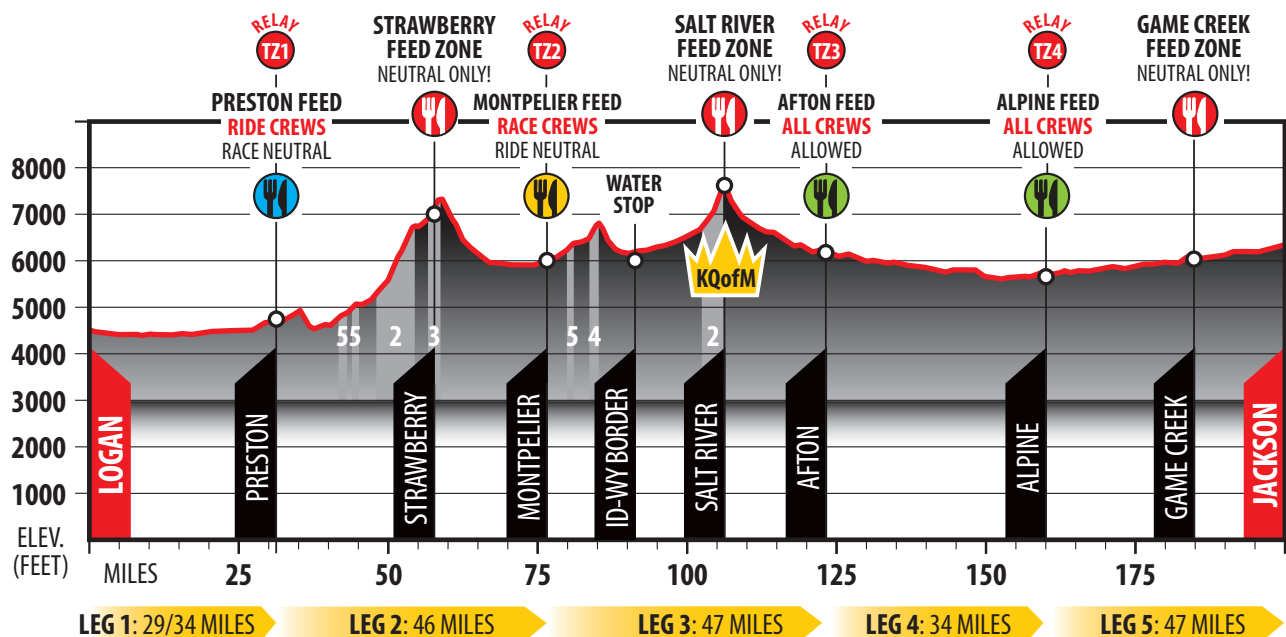 RELAY
TZ1
PRESTON FEED
RIDE CREWS
RACE NEUTRAL
STRAWBERRY
FEED ZONE
NEUTRAL ONLY!
RELAY
TZ2
MONTPELIER FEED
RACE CREWS
RIDE NEUTRAL
WATER
STOP
SALT RIVER
FEED ZONE
NEUTRAL ONLY!
RELAY
TZ3
AFTON FEED
ALL CREWS
ALLOWED
RELAY
TZ4
ALPINE FEED
ALL CREWS
ALLOWED
GAME CREEK
FEED ZONE
NEUTRAL ONLY!
8000
7000
6000
5000
4000
3000
2000
1000
ELEV.
(FEET)
KQofM
5
5
2
3
5
4
2
LOGAN
PRESTON
STRAWBERRY
MONTPELIER
ID-WY BORDER
SALT RIVER
AFTON
ALPINE
GAME CREEK
JACKSON
MILES
25
50
75
100
125
150
175
LEG 1: 29/34 MILES
LEG 2: 46 MILES
LEG 3: 47 MILES
LEG 4: 34 MILES
LEG 5: 47 MILES